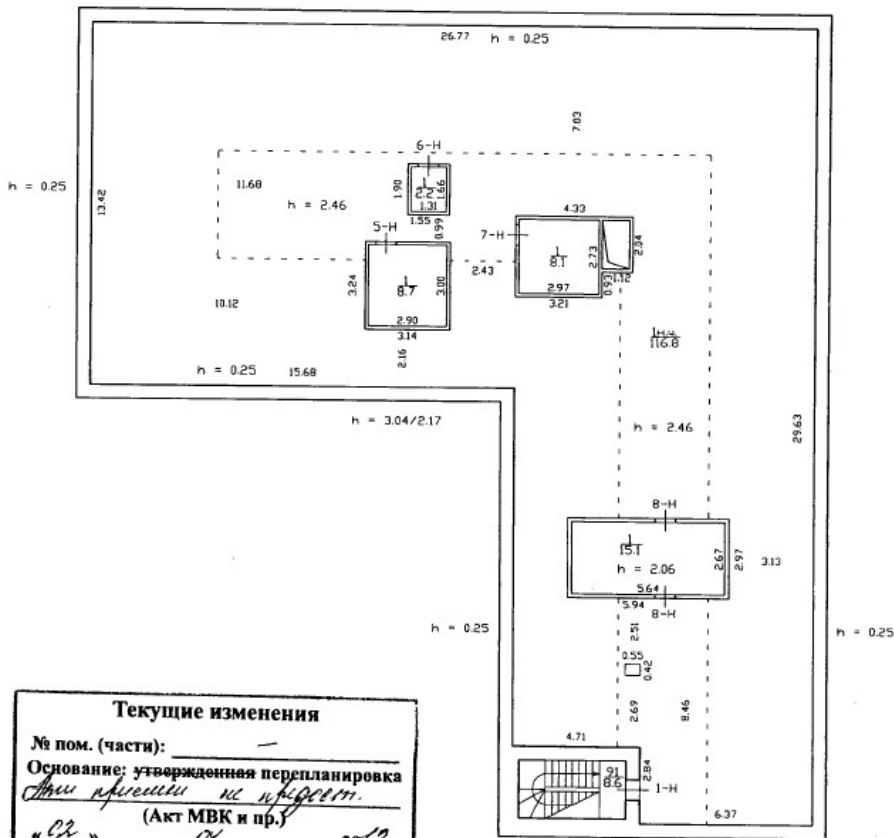 26.77 h = 0.25
7.03
6-Н
h = 0.25
13.42
11.68
1.90
1
2.2
1.66
1.31
h = 2.46
1.55
0.99
4.33
5-Н
7-Н
1
8.1
2.73
2.04
2.43
3.24
1
8.7
3.00
2.97
0.93
1.12
3.21
10.12
2.90
3.14
1н.ч.
116.8
2.16
h = 0.25 15.68
h = 3.04/2.17
h = 2.46
29.63
8-Н
1
15.1
2.67
2.97
3.13
h = 2.06
5.64
5.94
8-Н
h = 0.25
2.51
h = 0.25
0.55
0.42
2.69
8.46
4.71
91
8.6
2.84
1-Н
6.37
Текущие изменения
№ пом. (части): —
Основание: утвержденная перепланировка
не
(Акт МВК и пр.)